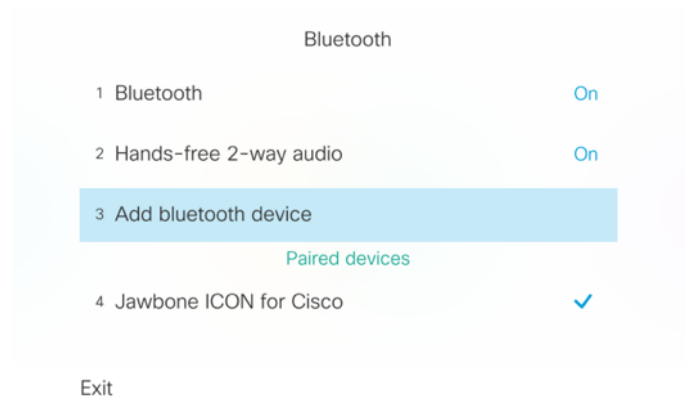 Bluetooth
1 Bluetooth On
2 Hands-free 2-way audio On
3 Add bluetooth device
Paired devices
4 Jawbone ICON for Cisco
Exit